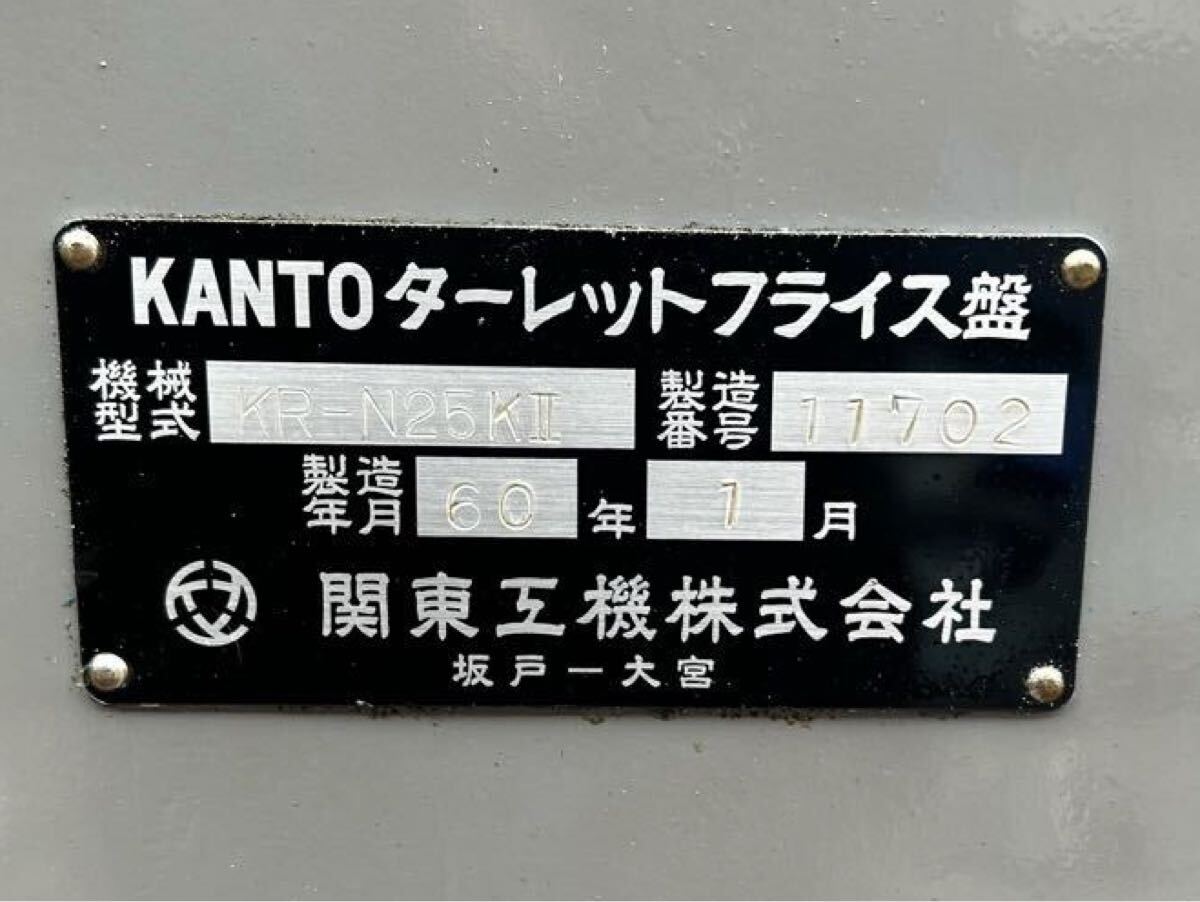 KANTOターレットフライス盤
機械型式 KR-N25KⅡ 製造番号 11702
製造年月 60 年 1 月
関東工機株式会社
坂戸ー大宮